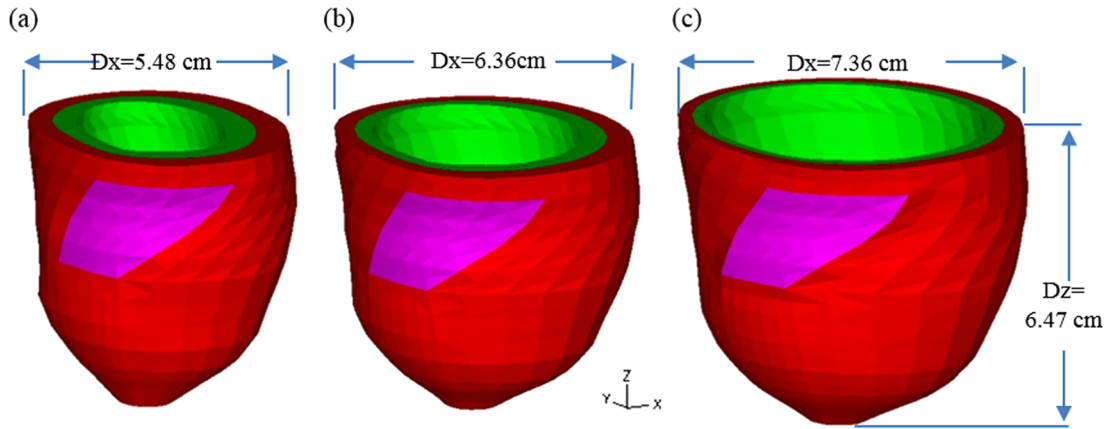 (a)
(b)
(c)
Dx=5.48 cm
Dx=6.36cm
Dx=7.36 cm
Dz=
6.47 cm
Z
Y
X